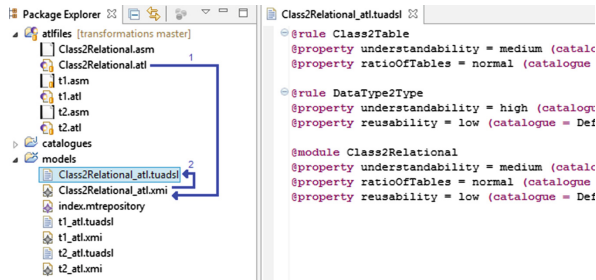 Package Explorer
atlfiles [transformations master]
Class2Relational.asm
Class2Relational.atl
t1.asm
t1.atl
t2.asm
t2.atl
catalogues
models
Class2Relational_atl.tuadsl
Class2Relational_atl.xmi
index.mtrepository
t1_atl.tuadsl
t1_atl.xmi
t2_atl.tuadsl
t2_atl.xmi
1
2
Class2Relational_atl.tuadsl
@rule Class2Table
@property understandability = medium (catalo
@property ratioOfTables = normal (catalogue
@rule DataType2Type
@property understandability = high (catalogu
@property reusability = low (catalogue = Def
@module Class2Relational
@property understandability = medium (catalo
@property ratioOfTables = normal (catalogue
@property reusability = low (catalogue = Def